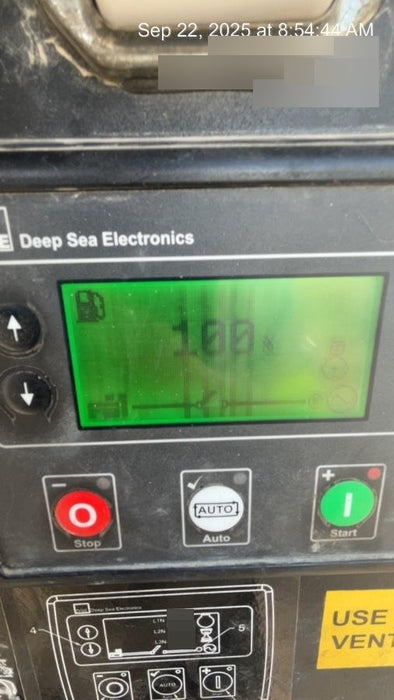 Sep 22, 2025 at 8:54:44 AM
E Deep Sea Electronics
100 %
Stop
AUTO
Auto
Start
Deep Sea Electronics
L1N
L2N
L3N
4
5
AUTO
USE
VENT